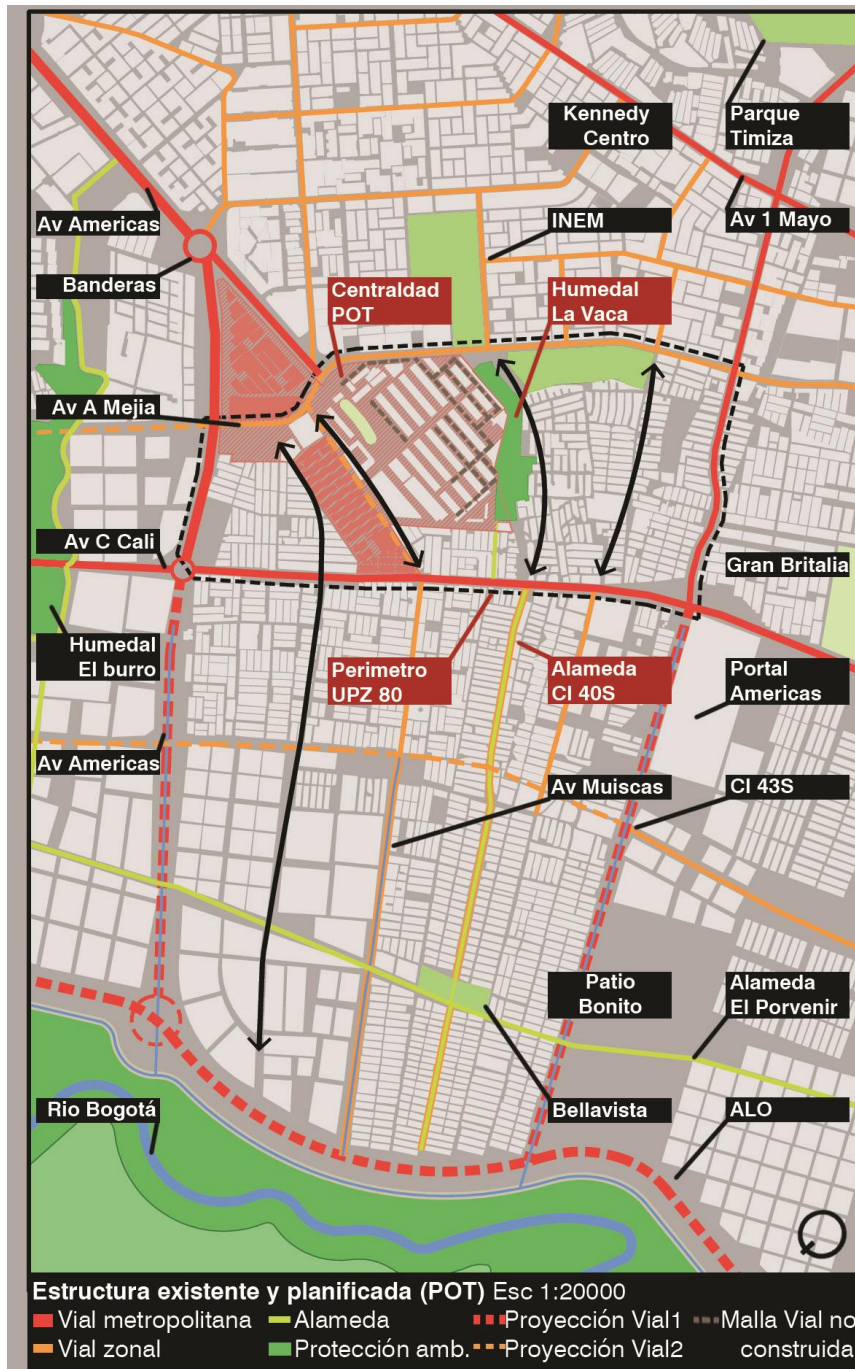 Kennedy
Centro
Parque
Timiza
Av Americas
INEM
Av 1 Mayo
Banderas
Centraldad
POT
Humedal
La Vaca
Av A Mejia
Av C Cali
Gran Britalia
Humedal
El burro
Perimetro
UPZ 80
Alameda
Cl 40S
Portal
Americas
Av Americas
Av Muiscas
Cl 43S
Patio
Bonito
Alameda
El Porvenir
Rio Bogotá
Bellavista
ALO
Estructura existente y planificada (POT) Esc 1:20000
Vial metropolitana Alameda Proyección Vial1 Malla Vial no
Vial zonal Protección amb. Proyección Vial2 construida